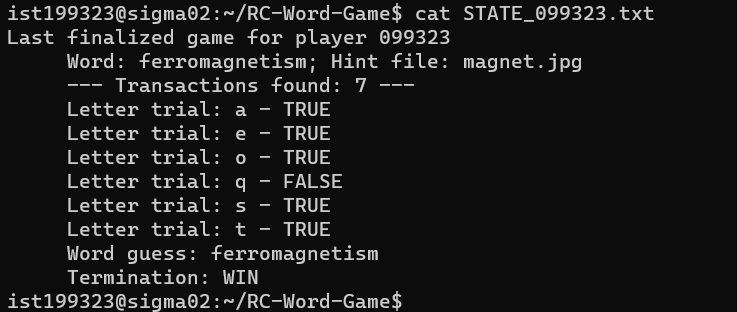 ist199323@sigma02:~/RC-Word-Game$ cat STATE_099323.txt
Last finalized game for player 099323
     Word: ferromagnetism; Hint file: magnet.jpg
     --- Transactions found: 7 ---
     Letter trial: a - TRUE
     Letter trial: e - TRUE
     Letter trial: o - TRUE
     Letter trial: q - FALSE
     Letter trial: s - TRUE
     Letter trial: t - TRUE
     Word guess: ferromagnetism
     Termination: WIN
ist199323@sigma02:~/RC-Word-Game$